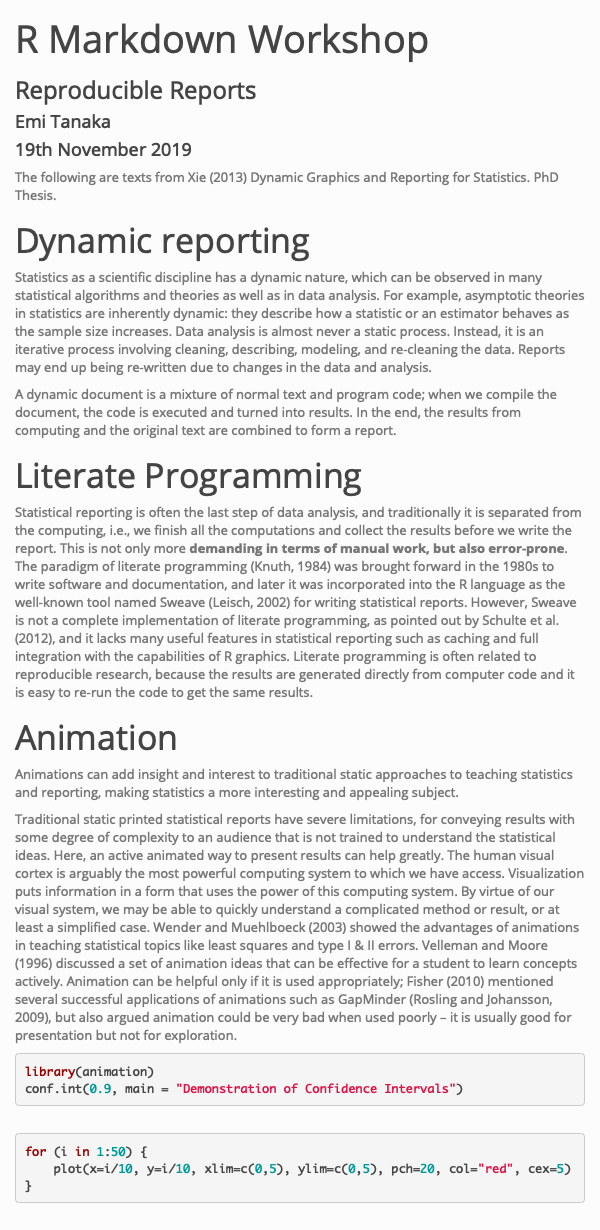 R Markdown Workshop
Reproducible Reports
Emi Tanaka
19th November 2019
The following are texts from Xie (2013) Dynamic Graphics and Reporting for Statistics. PhD
Thesis.
Dynamic reporting
Statistics as a scientific discipline has a dynamic nature, which can be observed in many
statistical algorithms and theories as well as in data analysis. For example, asymptotic theories
in statistics are inherently dynamic: they describe how a statistic or an estimator behaves as
the sample size increases. Data analysis is almost never a static process. Instead, it is an
iterative process involving cleaning, describing, modeling, and re-cleaning the data. Reports
may end up being re-written due to changes in the data and analysis.
A dynamic document is a mixture of normal text and program code; when we compile the
document, the code is executed and turned into results. In the end, the results from
computing and the original text are combined to form a report.
Literate Programming
Statistical reporting is often the last step of data analysis, and traditionally it is separated from
the computing, i.e., we finish all the computations and collect the results before we write the
report. This is not only more demanding in terms of manual work, but also error-prone.
The paradigm of literate programming (Knuth, 1984) was brought forward in the 1980s to
write software and documentation, and later it was incorporated into the R language as the
well-known tool named Sweave (Leisch, 2002) for writing statistical reports. However, Sweave
is not a complete implementation of literate programming, as pointed out by Schulte et al.
(2012), and it lacks many useful features in statistical reporting such as caching and full
integration with the capabilities of R graphics. Literate programming is often related to
reproducible research, because the results are generated directly from computer code and it
is easy to re-run the code to get the same results.
Animation
Animations can add insight and interest to traditional static approaches to teaching statistics
and reporting, making statistics a more interesting and appealing subject.
Traditional static printed statistical reports have severe limitations, for conveying results with
some degree of complexity to an audience that is not trained to understand the statistical
ideas. Here, an active animated way to present results can help greatly. The human visual
cortex is arguably the most powerful computing system to which we have access. Visualization
puts information in a form that uses the power of this computing system. By virtue of our
visual system, we may be able to quickly understand a complicated method or result, or at
least a simplified case. Wender and Muehlboeck (2003) showed the advantages of animations
in teaching statistical topics like least squares and type I & II errors. Velleman and Moore
(1996) discussed a set of animation ideas that can be effective for a student to learn concepts
actively. Animation can be helpful only if it is used appropriately; Fisher (2010) mentioned
several successful applications of animations such as GapMinder (Rosling and Johansson,
2009), but also argued animation could be very bad when used poorly – it is usually good for
presentation but not for exploration.
library(animation)
conf.int(0.9, main = "Demonstration of Confidence Intervals")
for (i in 1:50) {
    plot(x=i/10, y=i/10, xlim=c(0,5), ylim=c(0,5), pch=20, col="red", cex=5)
}